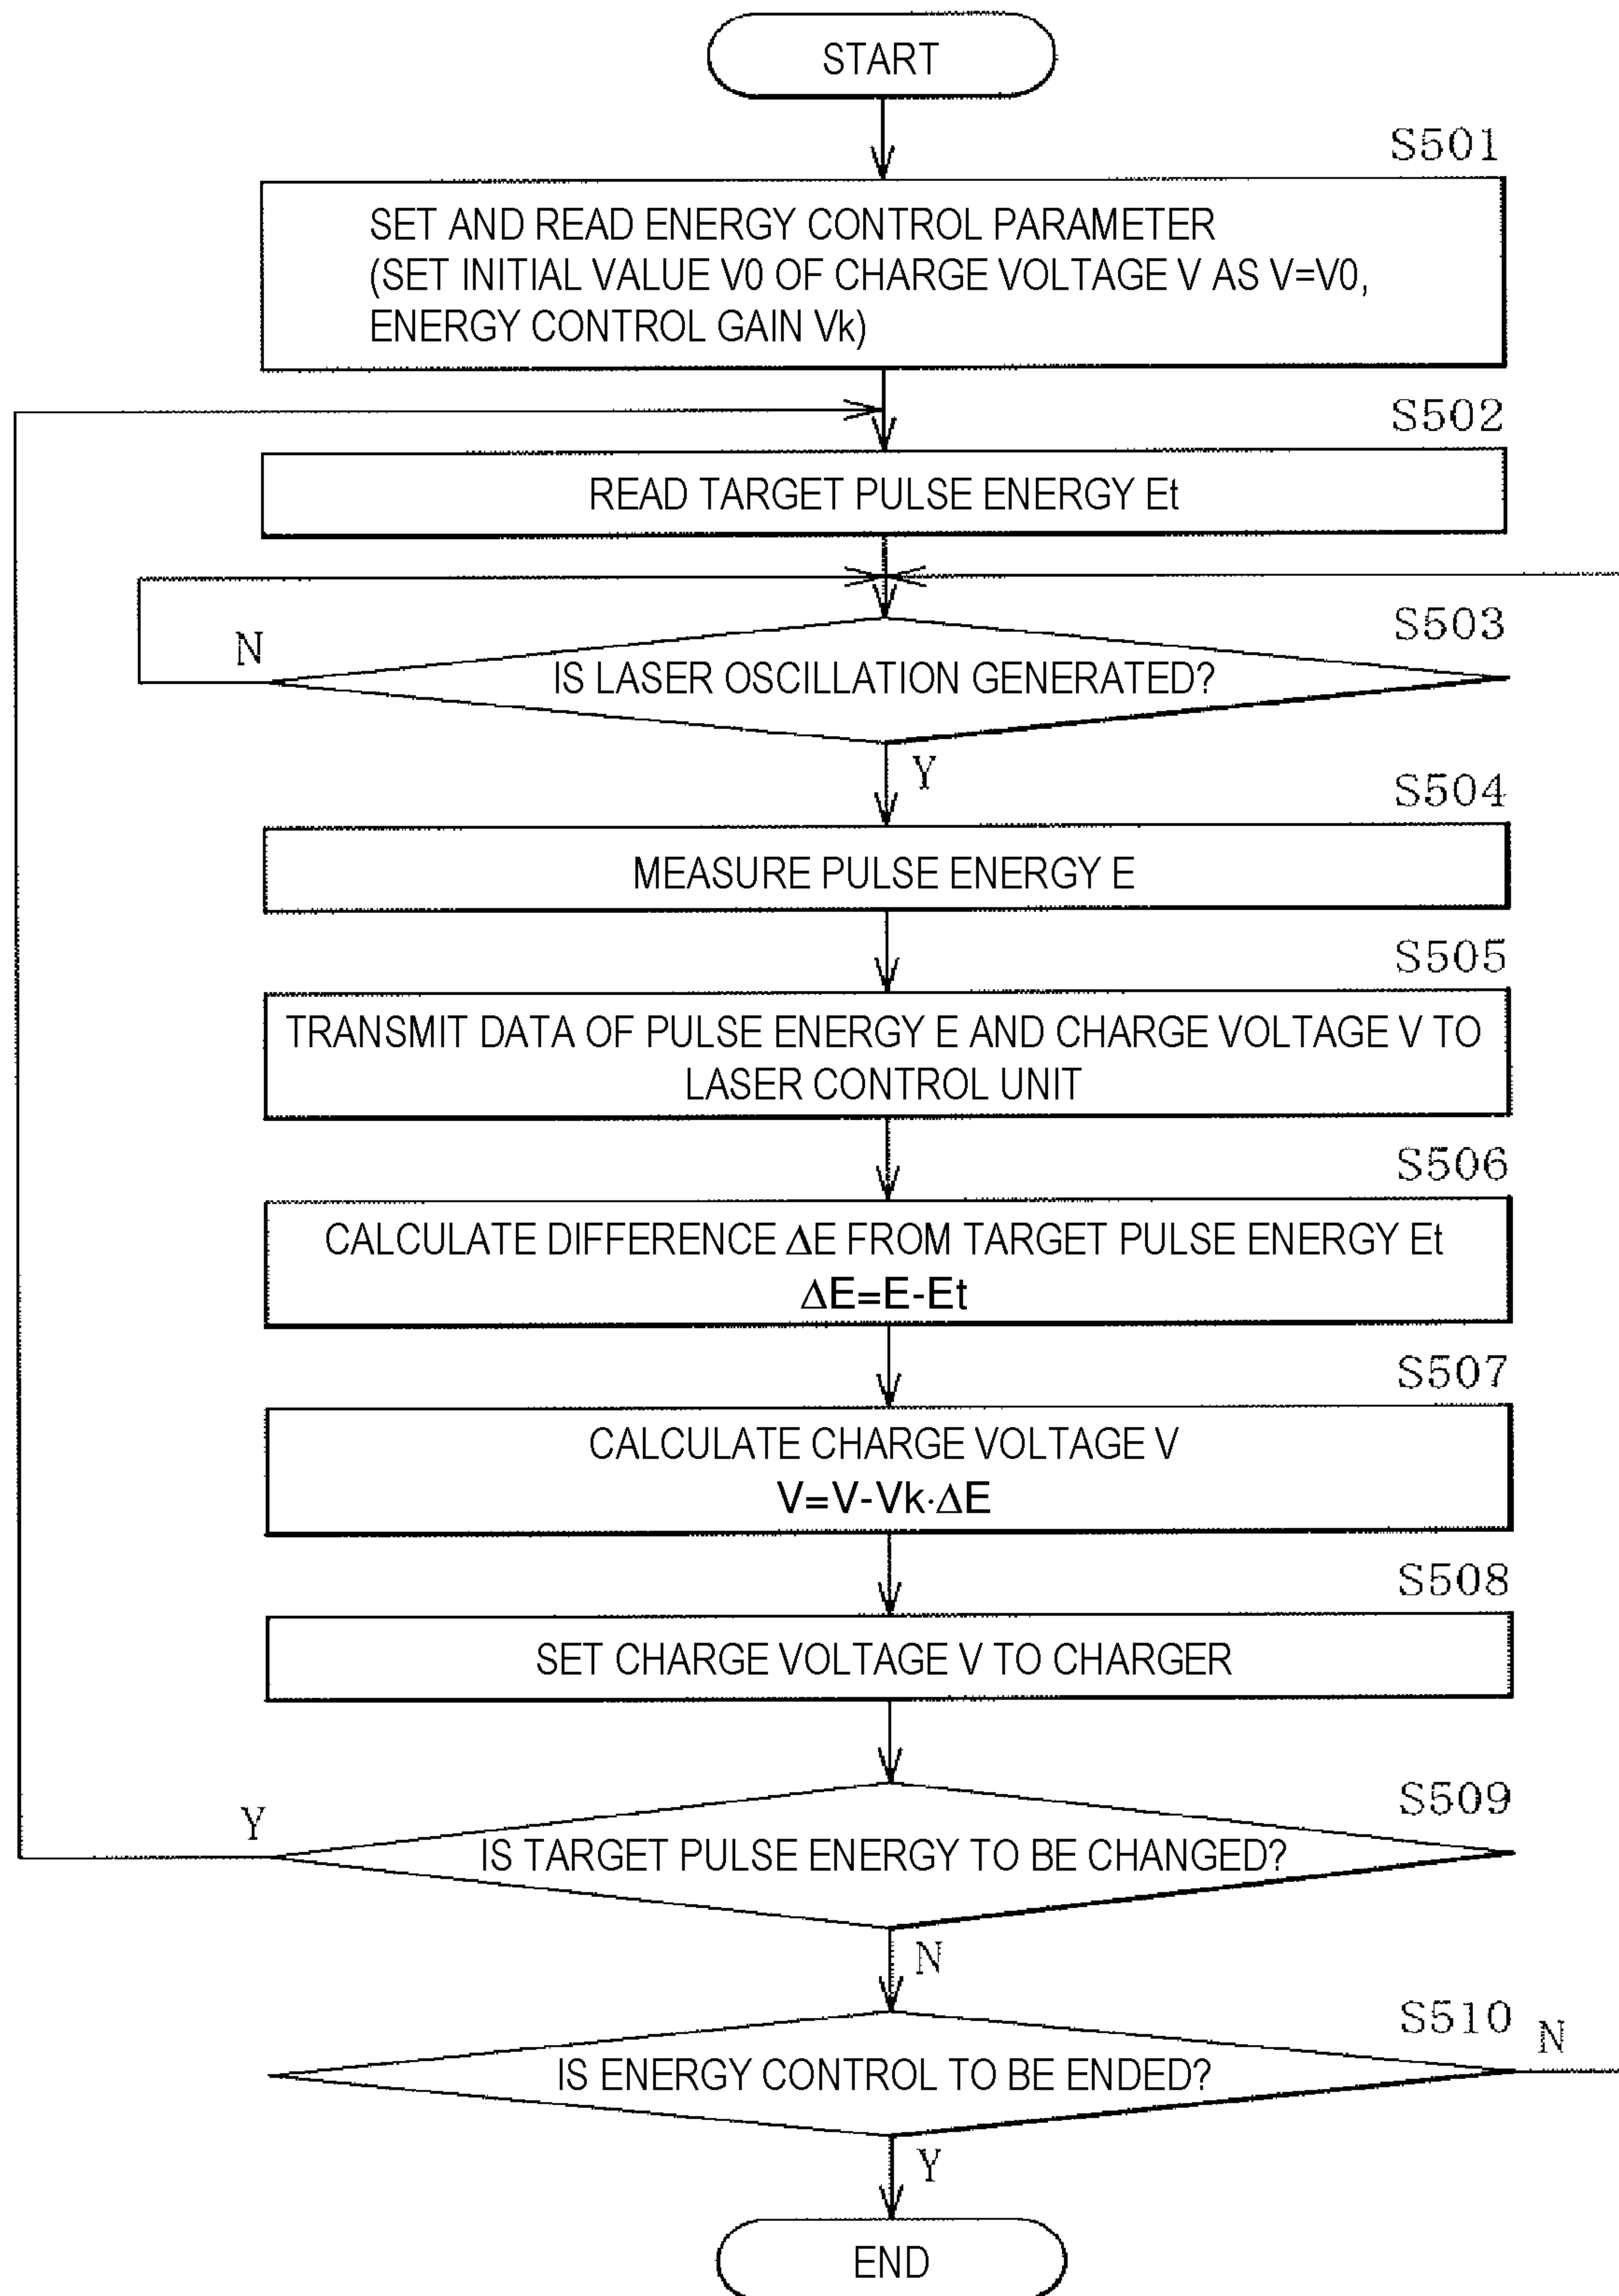 START
S501
SET AND READ ENERGY CONTROL PARAMETER
(SET INITIAL VALUE V0 OF CHARGE VOLTAGE V AS V=V0,
ENERGY CONTROL GAIN Vk)
S502
READ TARGET PULSE ENERGY Et
S503
N
IS LASER OSCILLATION GENERATED?
Y
S504
MEASURE PULSE ENERGY E
S505
TRANSMIT DATA OF PULSE ENERGY E AND CHARGE VOLTAGE V TO
LASER CONTROL UNIT
S506
CALCULATE DIFFERENCE ΔE FROM TARGET PULSE ENERGY Et
ΔE=E-Et
S507
CALCULATE CHARGE VOLTAGE V
V=V-Vk·ΔE
S508
SET CHARGE VOLTAGE V TO CHARGER
S509
Y
IS TARGET PULSE ENERGY TO BE CHANGED?
N
S510
N
IS ENERGY CONTROL TO BE ENDED?
Y
END